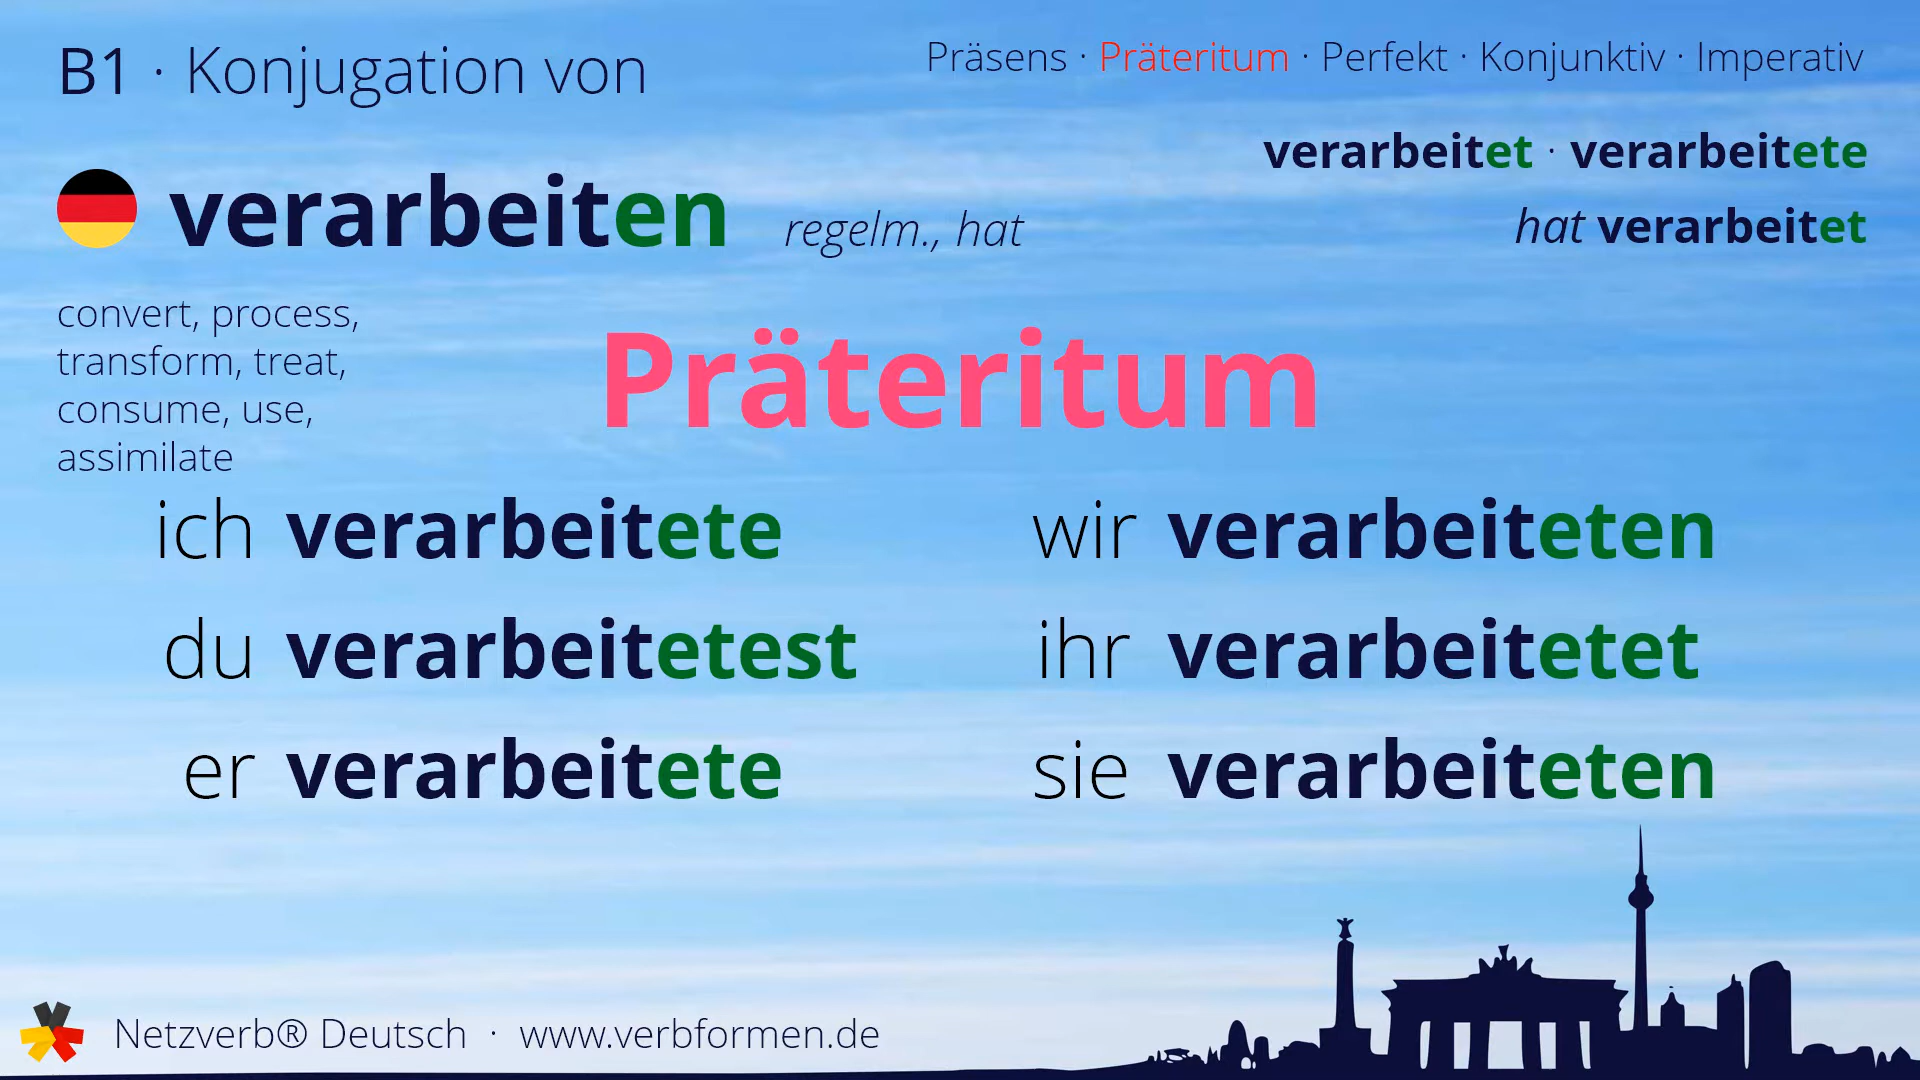 B1 · Konjugation von
Präsens · Präteritum · Perfekt · Konjunktiv · Imperativ
verarbeiten regelm., hat
verarbeitet · verarbeitete
hat verarbeitet
convert, process,
transform, treat,
consume, use,
assimilate
Präteritum
ich verarbeitete
du verarbeitetest
er verarbeitete
wir verarbeiteten
ihr verarbeitetet
sie verarbeiteten
Netzverb® Deutsch · www.verbformen.de